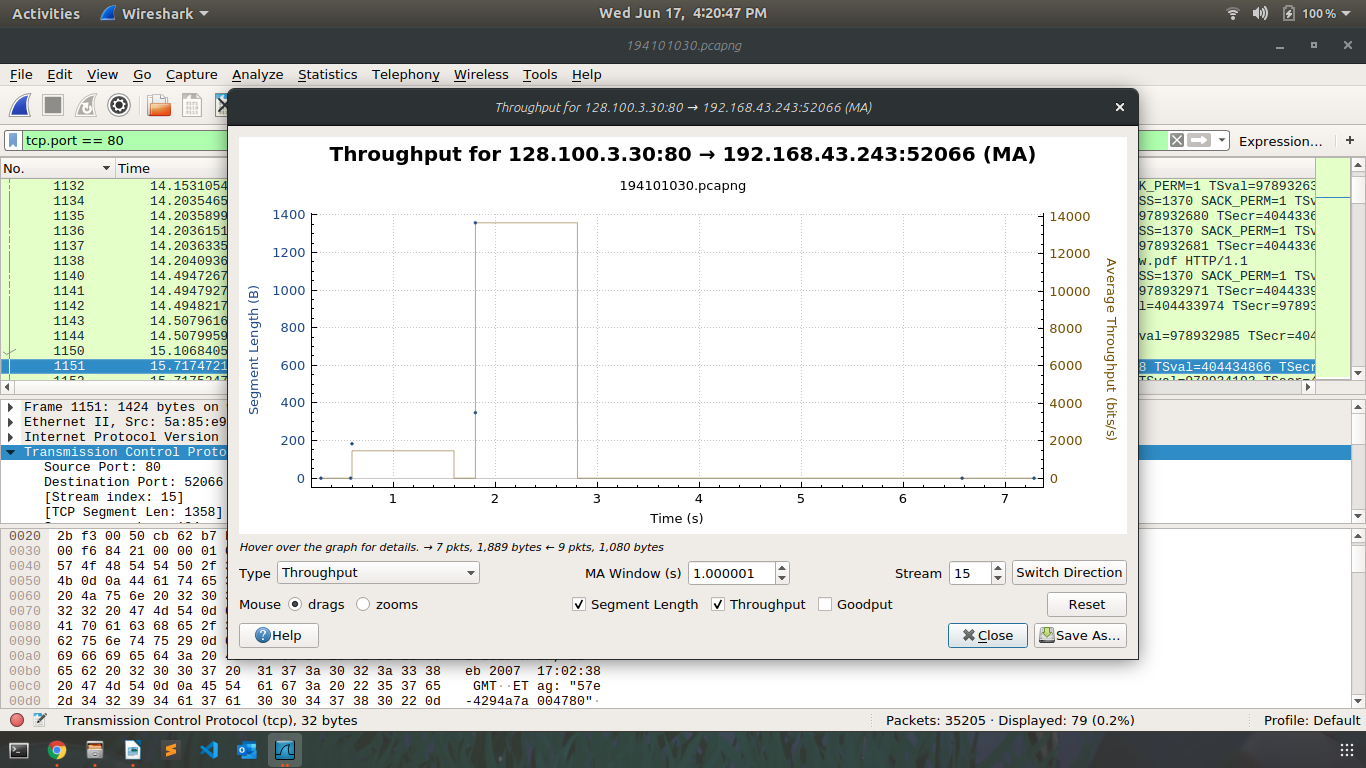 Activities Wireshark Wed Jun 17, 4:20:47 PM 100%
194101030.pcapng
File Edit View Go Capture Analyze Statistics Telephony Wireless Tools Help
Throughput for 128.100.3.30:80 → 192.168.43.243:52066 (MA)
tcp.port == 80 Expression... +
Throughput for 128.100.3.30:80 → 192.168.43.243:52066 (MA)
194101030.pcapng
No. Time
1132 14.1531054 K_PERM=1 TSval=97893263
1134 14.2035465 SS=1370 SACK_PERM=1 TSv
1135 14.2035899 978932680 TSecr=4044336
1136 14.2036151 SS=1370 SACK_PERM=1 TSv
1137 14.2036335 978932681 TSecr=4044336
1138 14.2040936 w.pdf HTTP/1.1
1140 14.4947267 SS=1370 SACK_PERM=1 TSv
1141 14.4947927 978932971 TSecr=4044339
1142 14.4948217 l=404433974 TSecr=97893
1143 14.5079616
1144 14.5079959 val=978932985 TSecr=404
1150 15.1068405
1151 15.7174721 8 TSval=404434866 TSecr
1400
1200
1000
800
600
400
200
0
Segment Length (B)
14000
12000
10000
8000
6000
4000
2000
0
Average Throughput (bits/s)
1 2 3 4 5 6 7
Time (s)
Frame 1151: 1424 bytes on
Ethernet II, Src: 5a:85:e9
Internet Protocol Version
Transmission Control Proto
Source Port: 80
Destination Port: 52066
[Stream index: 15]
[TCP Segment Len: 1358]
Hover over the graph for details. → 7 pkts, 1,889 bytes ← 9 pkts, 1,080 bytes
Type Throughput MA Window (s) 1.000001 Stream 15 Switch Direction
Mouse drags zooms Segment Length Throughput Goodput Reset
Help Close Save As...
0020 2b f3 00 50 cb 62 b7
0030 00 f6 84 21 00 00 01
0040 57 4f 48 54 54 50 2f
0050 4b 0d 0a 44 61 74 65
0060 20 4a 75 6e 20 32 30
0070 32 32 20 47 4d 54 0d
0080 41 70 61 63 68 65 2f
0090 62 75 6e 74 75 29 0d
00a0 69 66 69 65 64 3a 20
00b0 65 62 20 32 30 30 37 20 31 37 3a 30 32 3a 33 38 eb 2007 17:02:38
00c0 20 47 4d 54 0d 0a 45 54 61 67 3a 20 22 35 37 65 GMT··ET ag: "57e
00d0 2d 34 32 39 34 61 37 61 30 30 34 37 38 30 22 0d -4294a7a 004780"·
Transmission Control Protocol (tcp), 32 bytes Packets: 35205 · Displayed: 79 (0.2%) Profile: Default